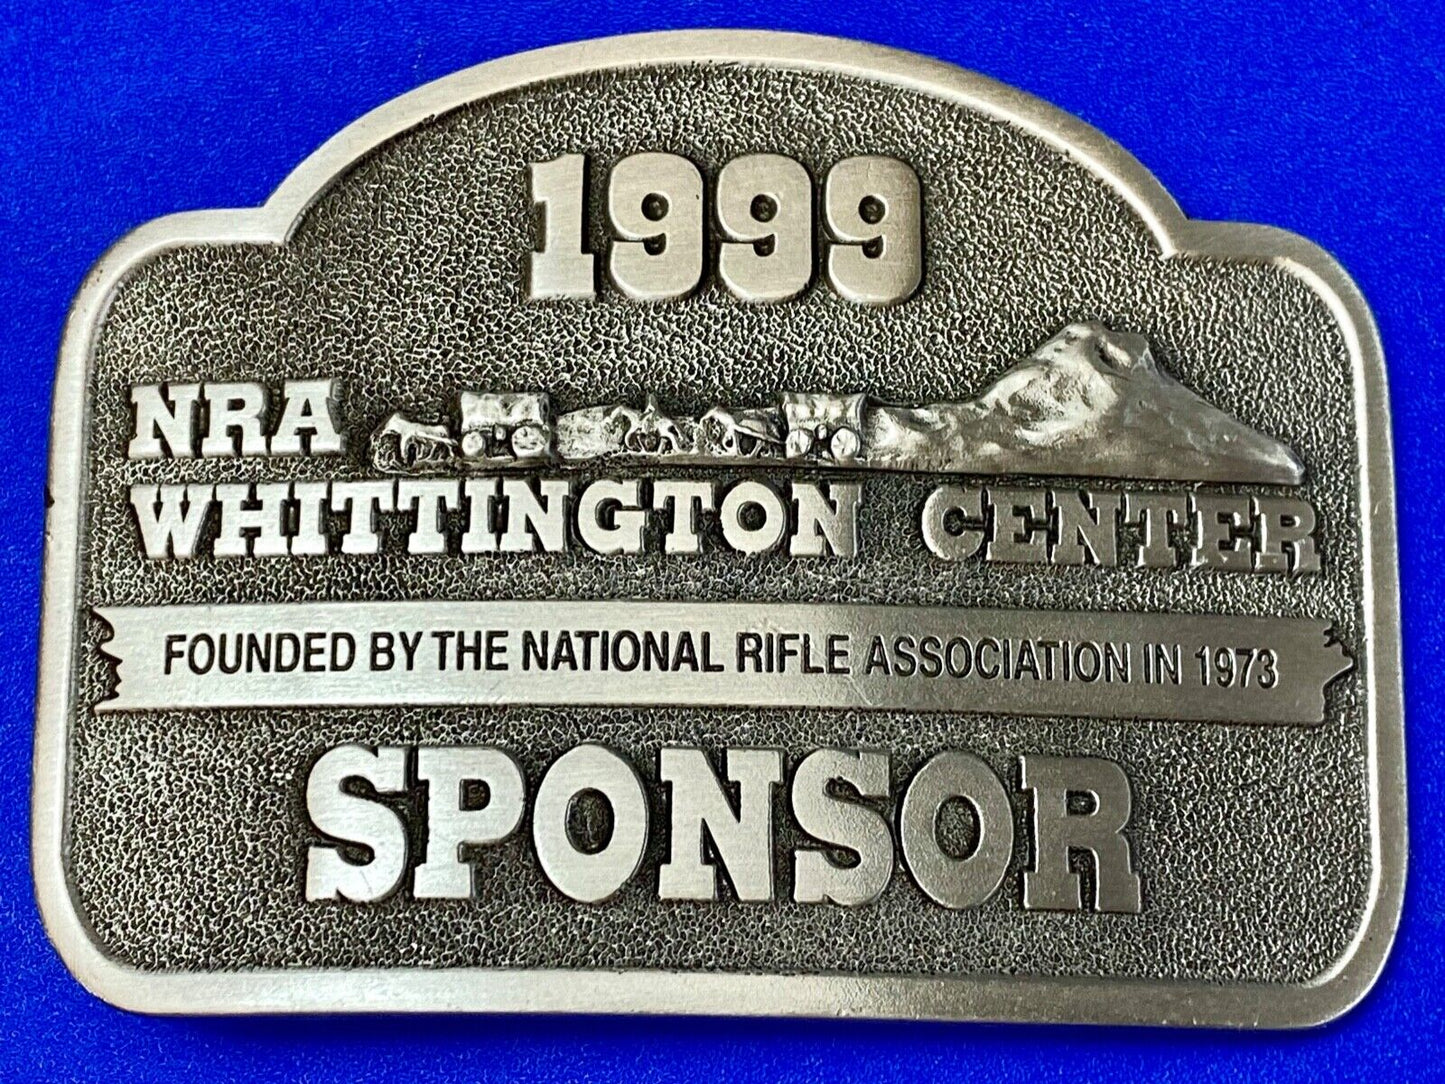 1999
NRA
WHITTINGTON CENTER
FOUNDED BY THE NATIONAL RIFLE ASSOCIATION IN 1973
SPONSOR